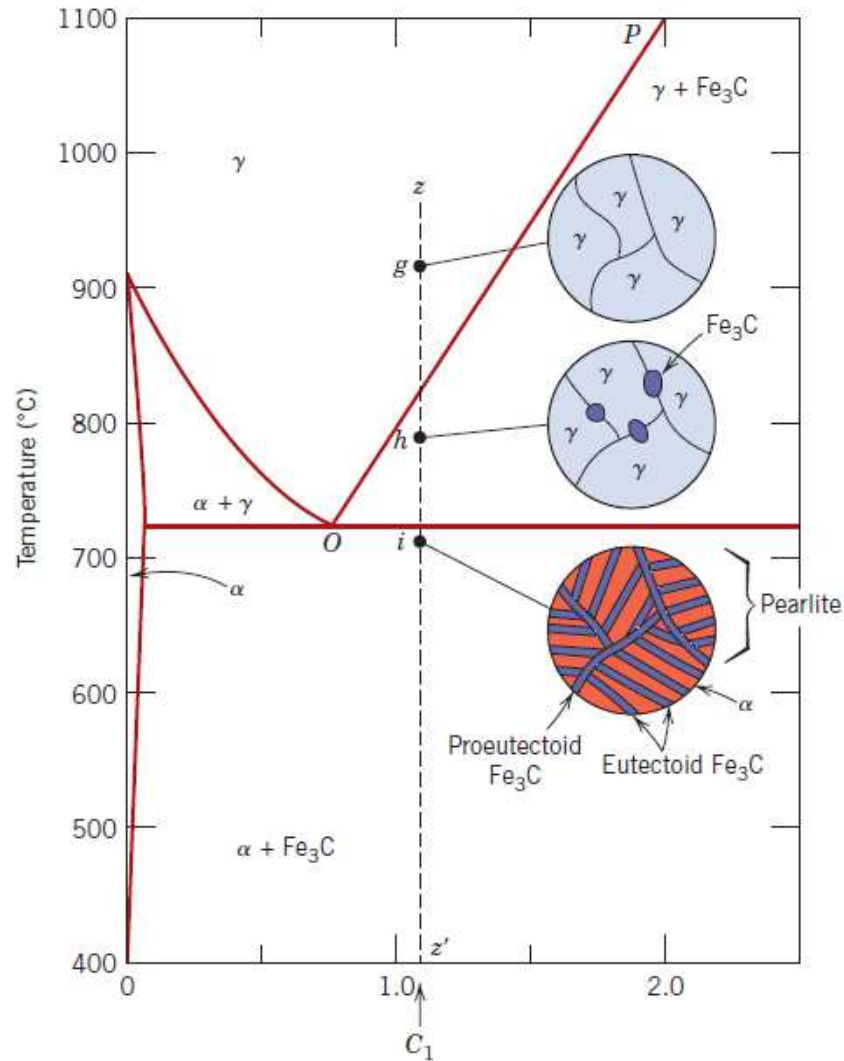 1100
P
γ + Fe₃C
1000
γ
z
γ
γ
γ
γ
g
900
Fe₃C
Temperature (°C)
800
γ
γ
γ
γ
h
α + γ
O
i
700
α
Pearlite
600
α
Proeutectoid
Fe₃C
Eutectoid Fe₃C
500
α + Fe₃C
z′
400
0
1.0
2.0
C₁